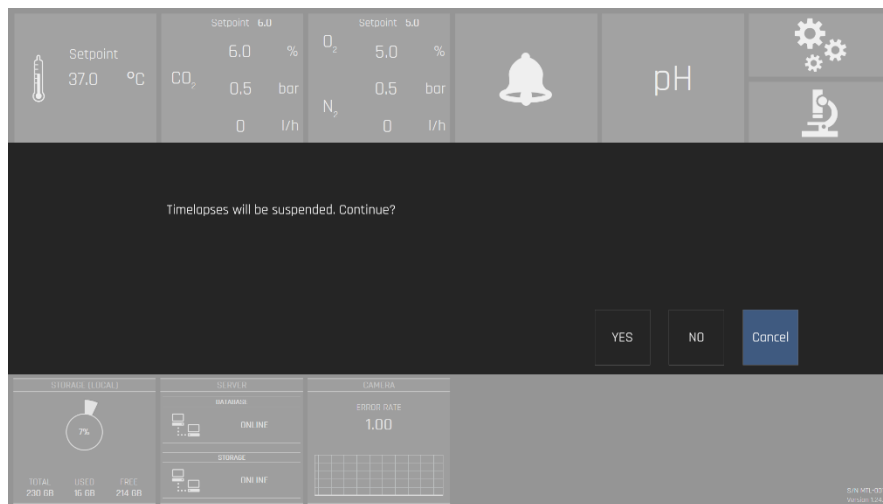 Setpoint
37.0 °C
Setpoint 6.0
CO₂
6.0 %
0.5 bar
0 l/h
Setpoint 5.0
O₂
5.0 %
0.5 bar
N₂
0 l/h
pH
Timelapses will be suspended. Continue?
YES NO Cancel
STORAGE (LOCAL)
7%
TOTAL USED FREE
230 GB 16 GB 214 GB
SERVER
DATABASE
ONLINE
STORAGE
ONLINE
CAMERA
ERROR RATE
1.00